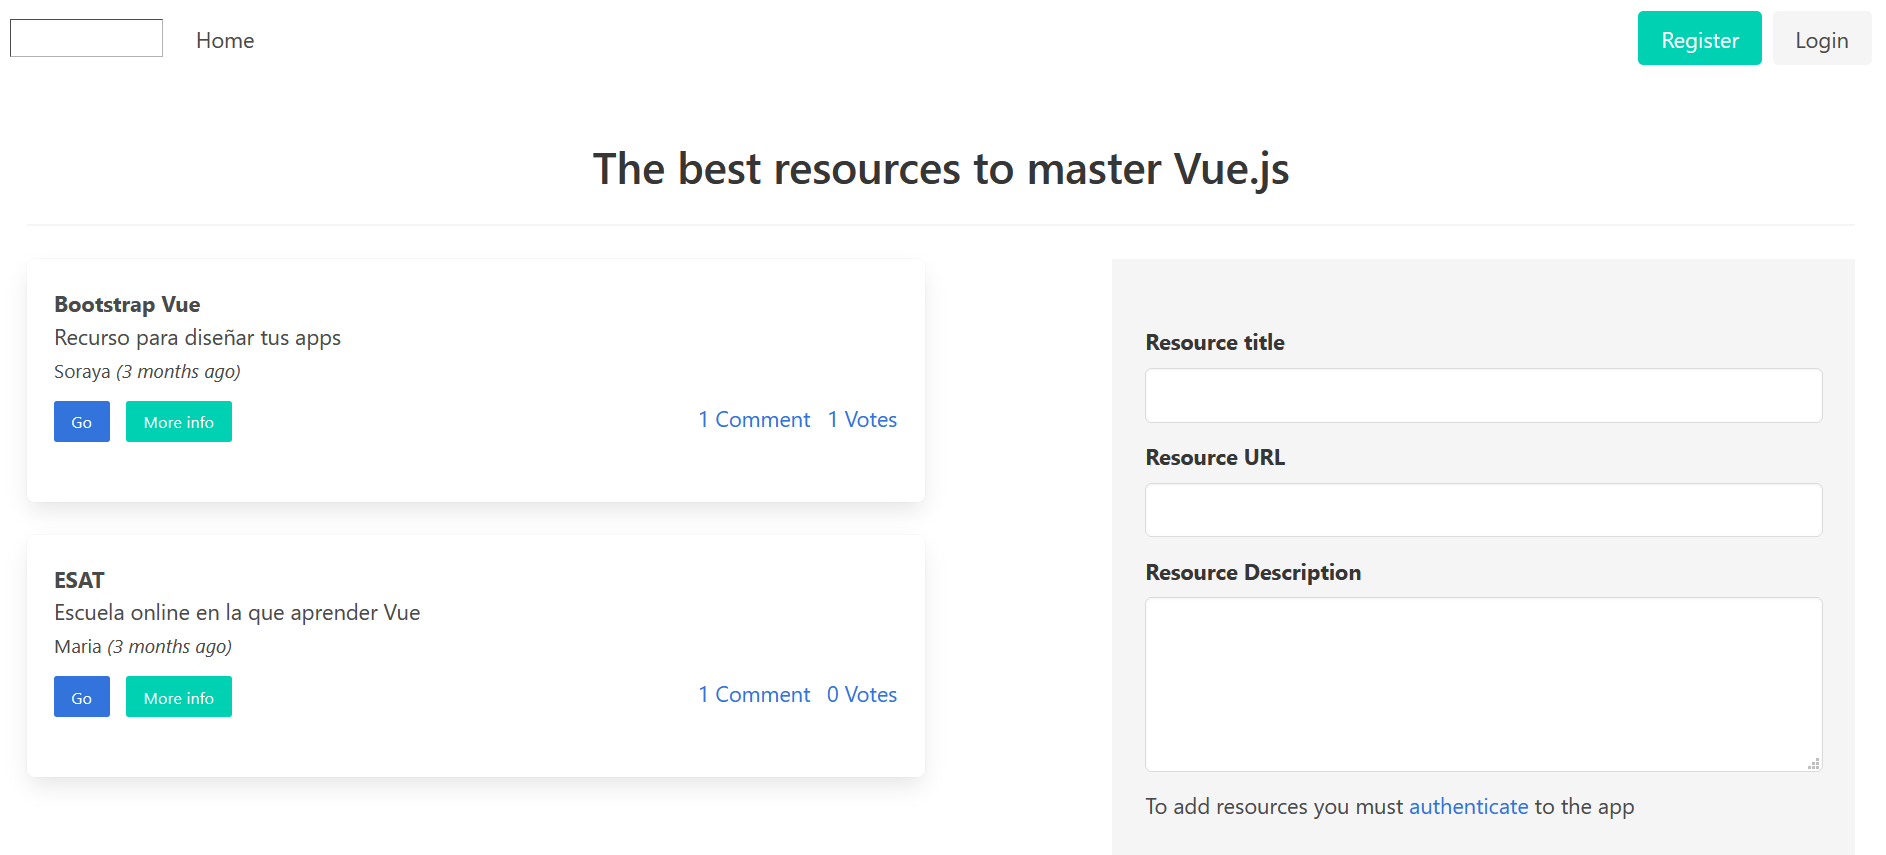 Home
Register
Login
The best resources to master Vue.js
Bootstrap Vue
Recurso para diseñar tus apps
Soraya (3 months ago)
Go
More info
1 Comment
1 Votes
ESAT
Escuela online en la que aprender Vue
Maria (3 months ago)
Go
More info
1 Comment
0 Votes
Resource title
Resource URL
Resource Description
To add resources you must authenticate to the app